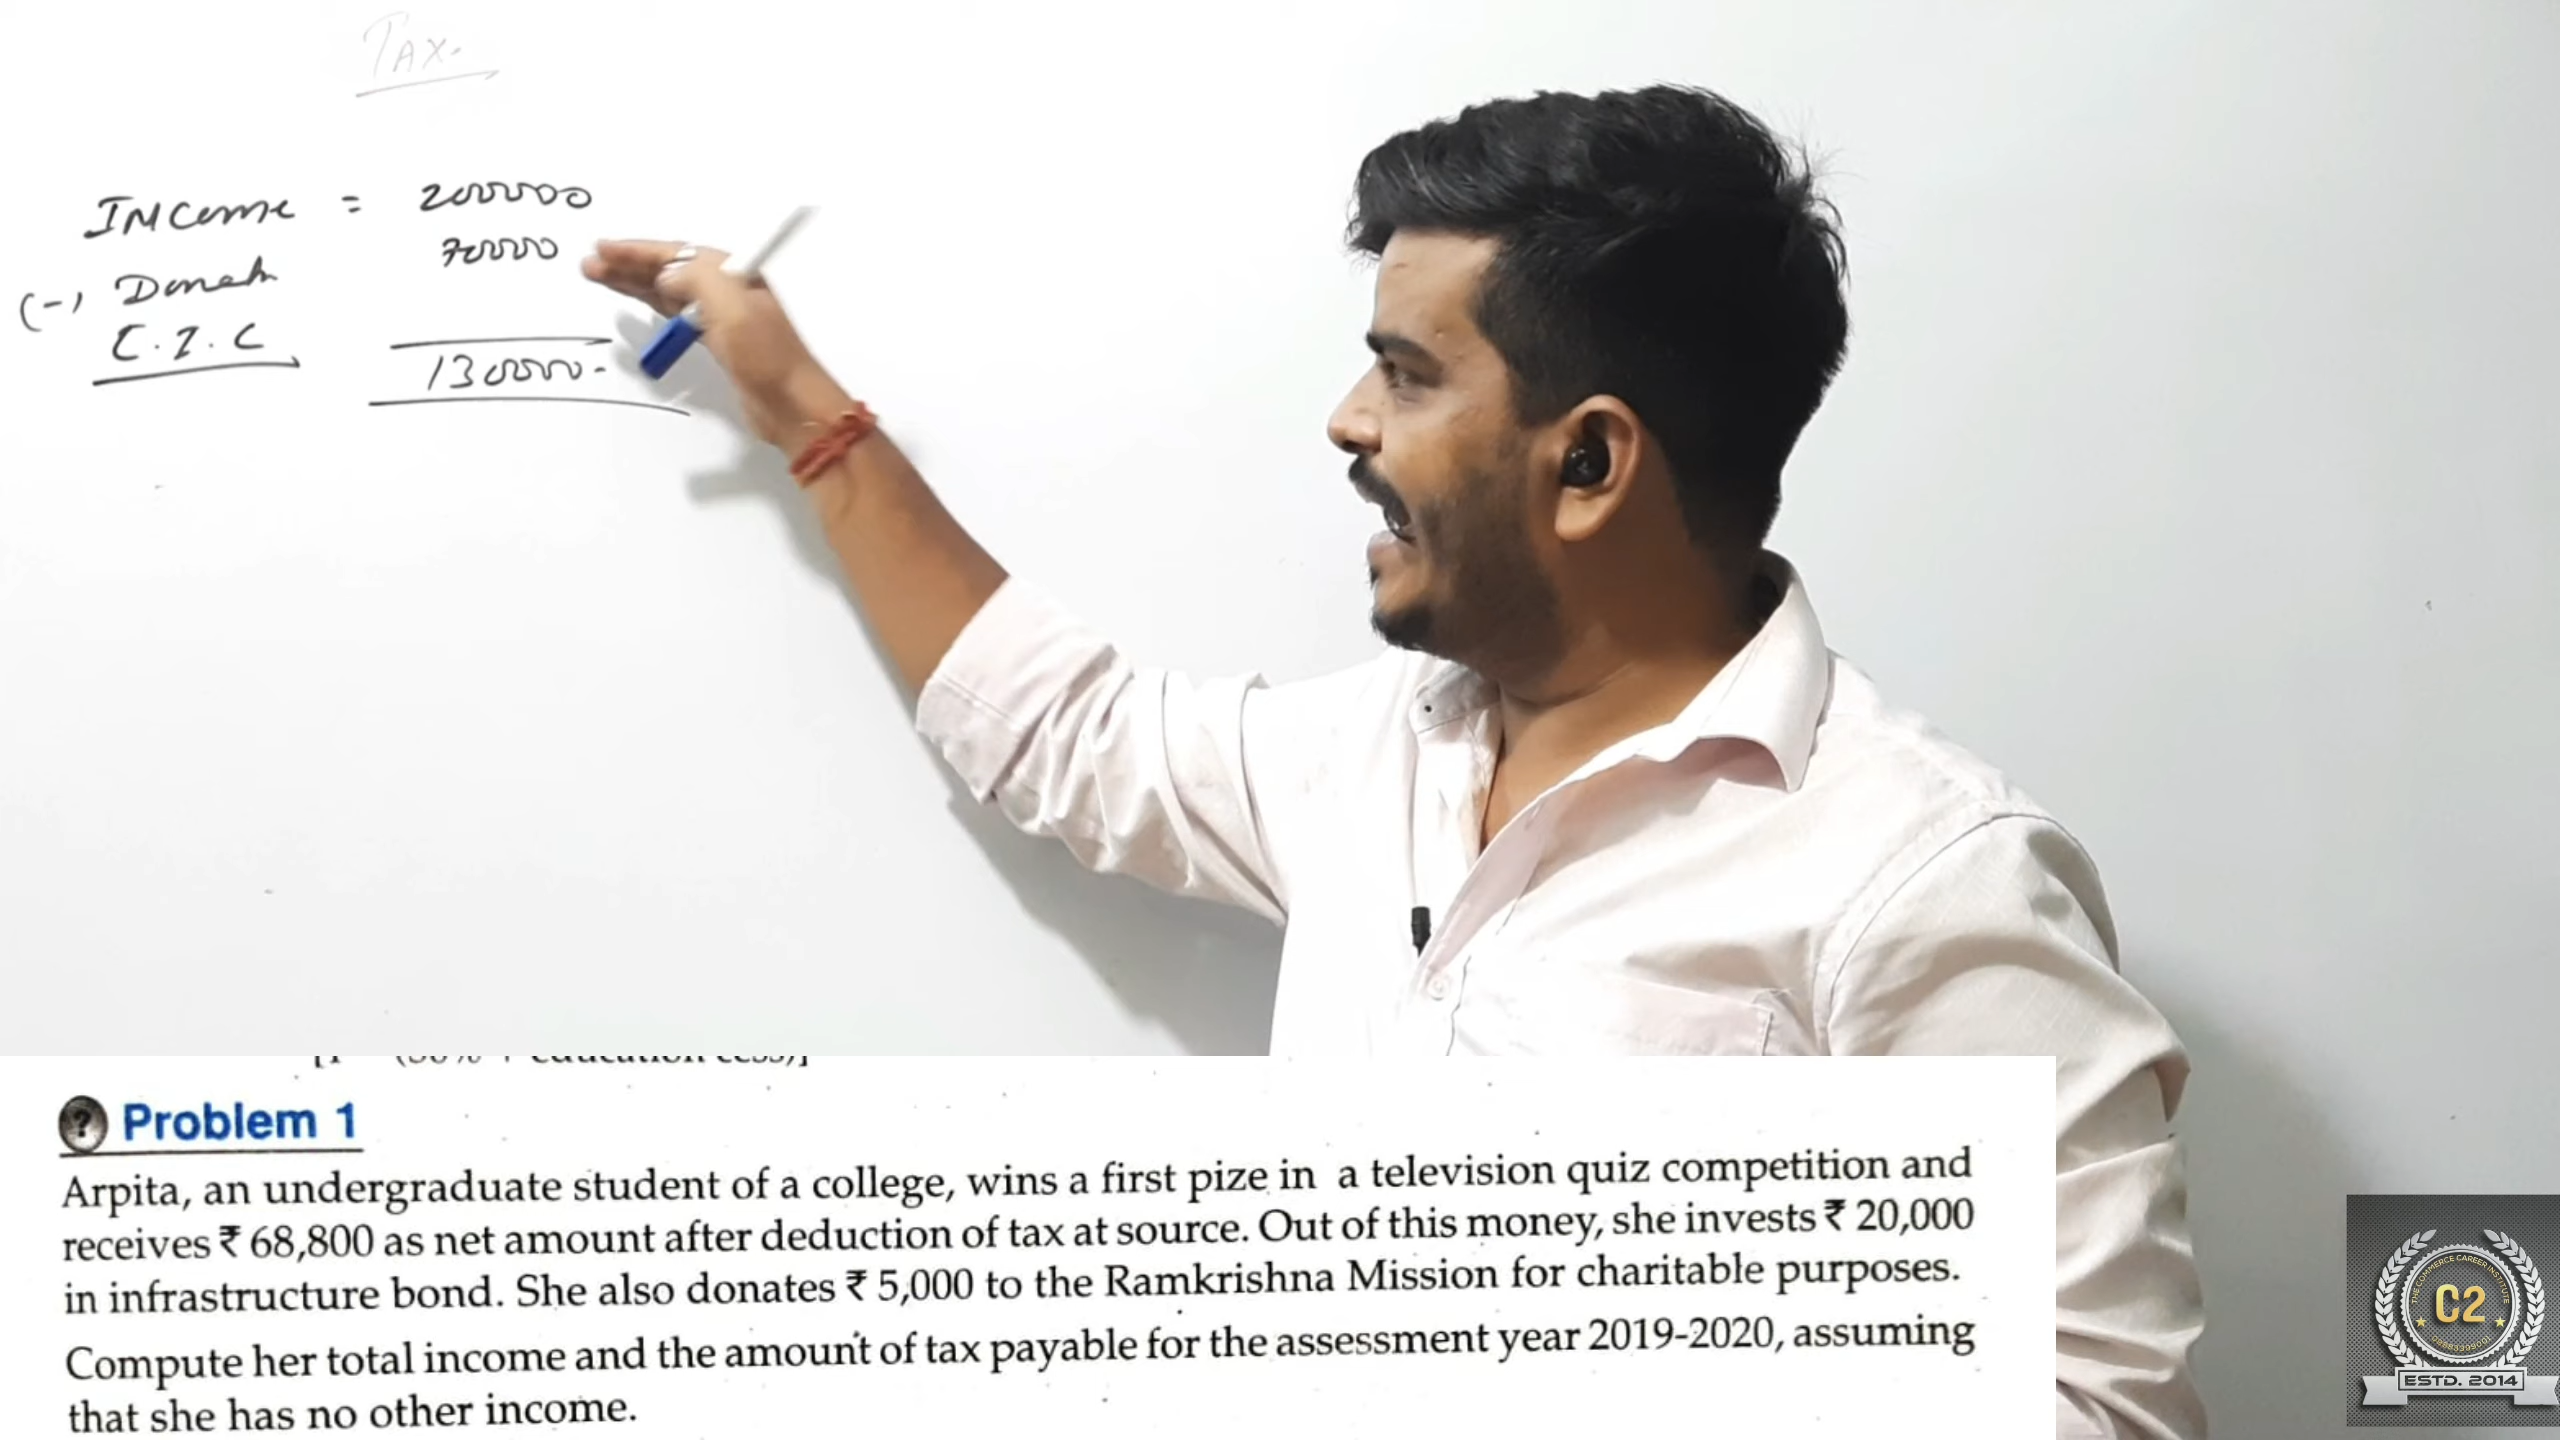 TAX.
INCome = 200000
70000
(-)
130000-
Problem 1
Arpita, an undergraduate student of a college, wins a first pize in a television quiz competition and
receives ₹ 68,800 as net amount after deduction of tax at source. Out of this money, she invests ₹ 20,000
in infrastructure bond. She also donates ₹ 5,000 to the Ramkrishna Mission for charitable purposes.
Compute her total income and the amount of tax payable for the assessment year 2019-2020, assuming
that she has no other income.
THE COMMERCE CAREER INSTITUTE
C2
ESTD. 2014